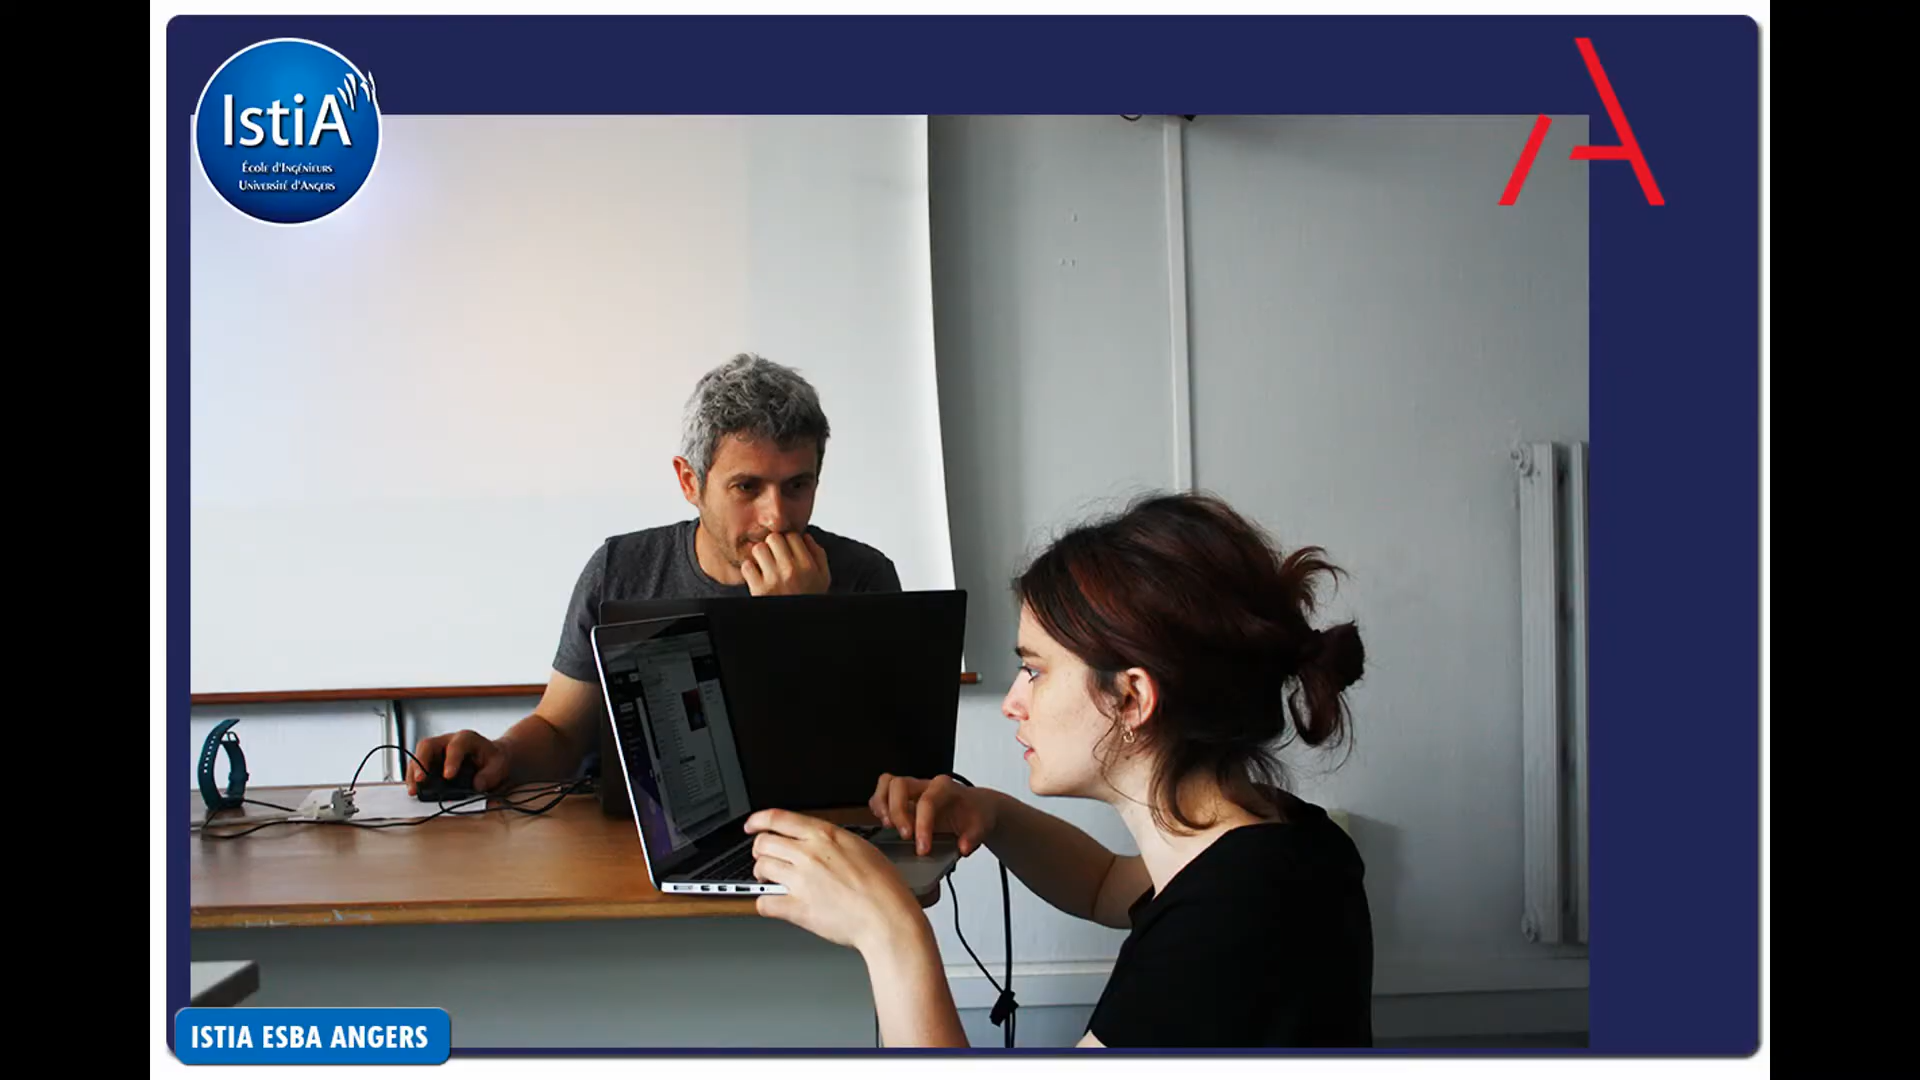 IstiA
École d'Ingénieurs
Université d'Angers
ISTIA ESBA ANGERS